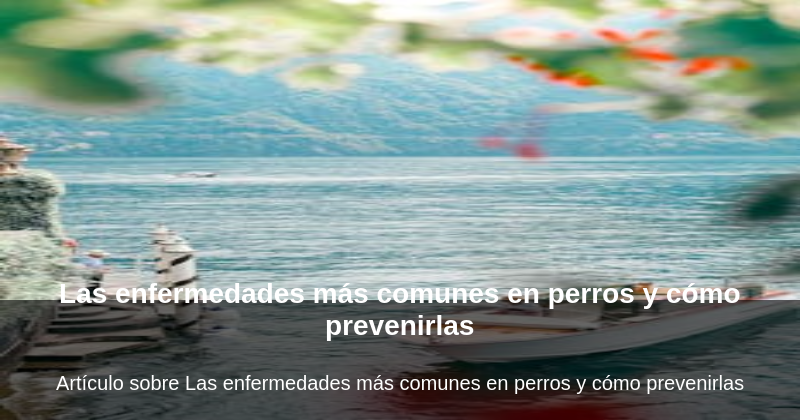 Las enfermedades más comunes en perros y cómo
prevenirlas
Artículo sobre Las enfermedades más comunes en perros y cómo prevenirlas